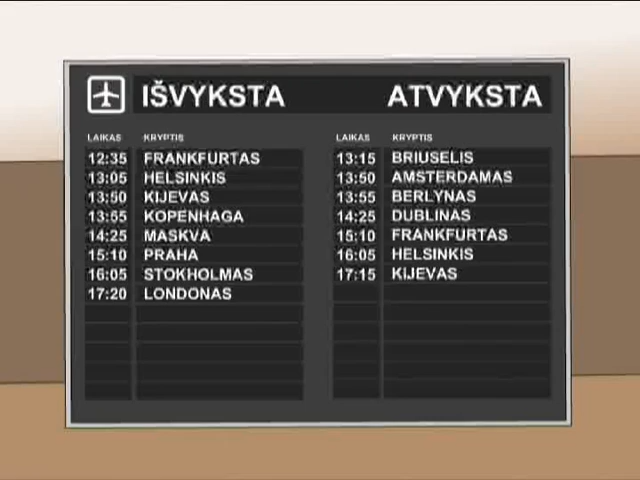 IŠVYKSTA
LAIKAS KRYPTIS
12:35 FRANKFURTAS
13:05 HELSINKIS
13:50 KIJEVAS
13:55 KOPENHAGA
14:25 MASKVA
15:10 PRAHA
16:05 STOKHOLMAS
17:20 LONDONAS
ATVYKSTA
LAIKAS KRYPTIS
13:15 BRIUSELIS
13:50 AMSTERDAMAS
13:55 BERLYNAS
14:25 DUBLINAS
15:10 FRANKFURTAS
16:05 HELSINKIS
17:15 KIJEVAS